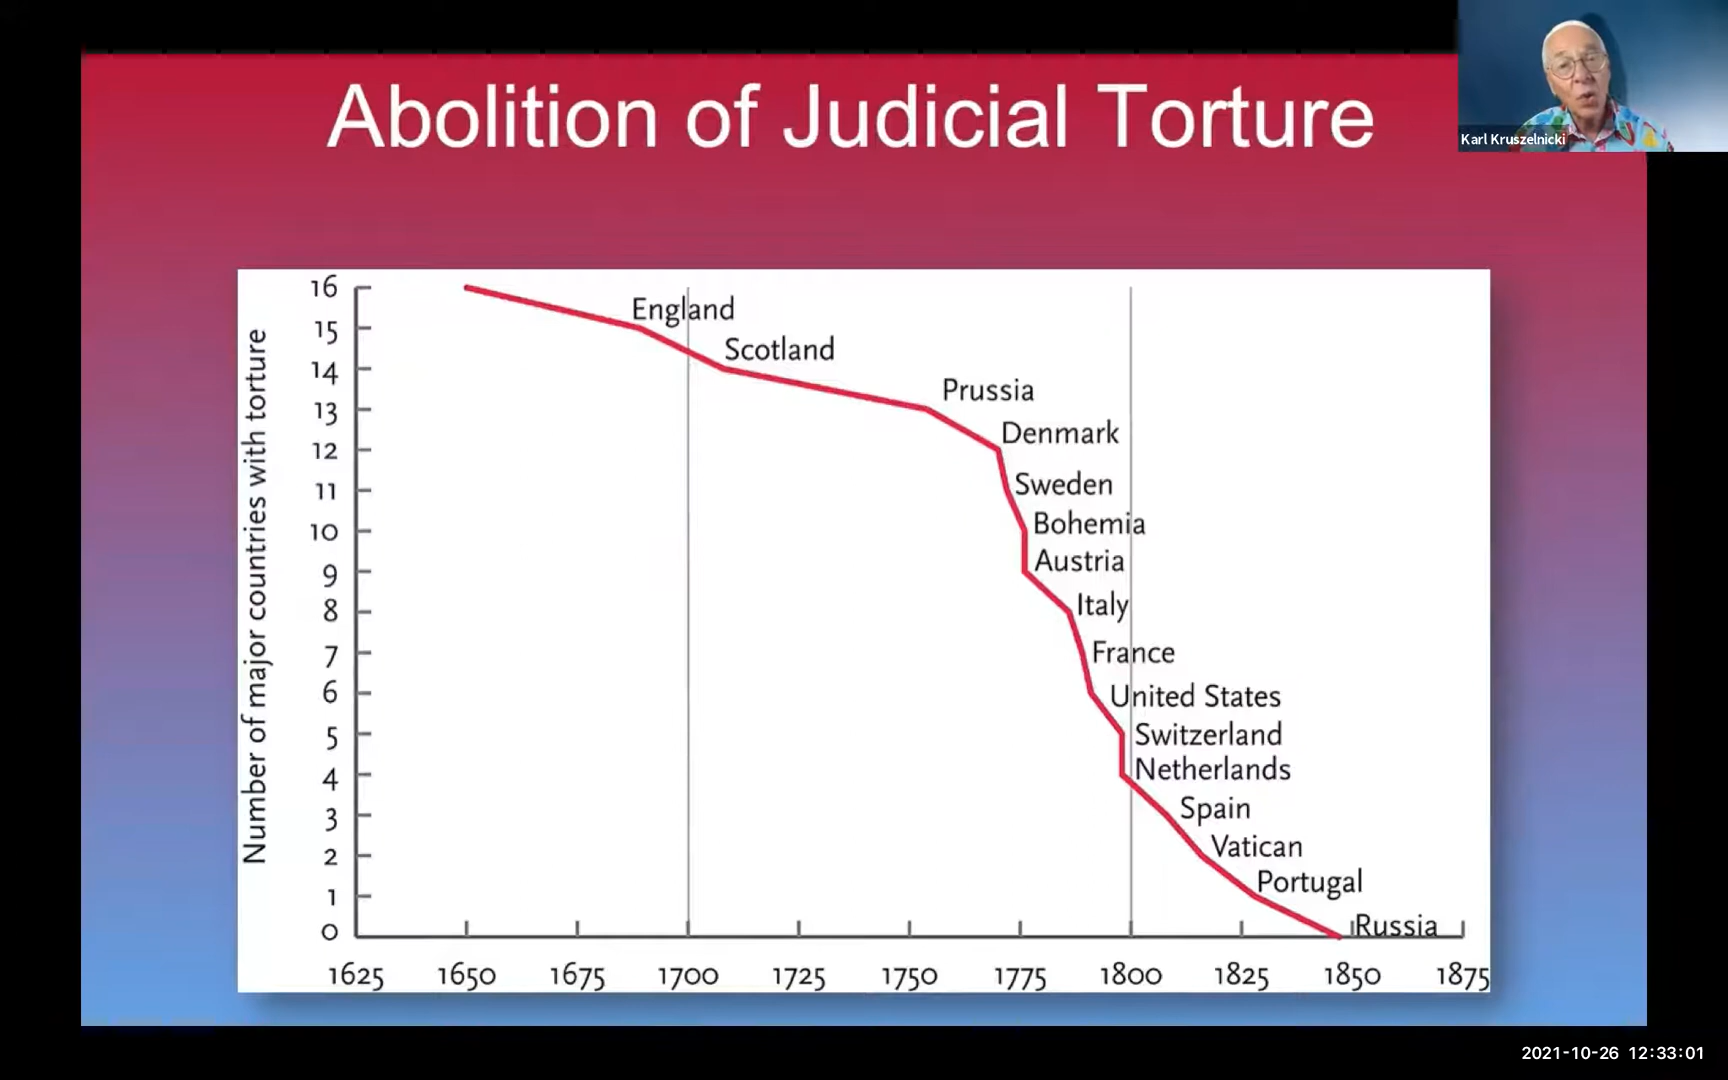 Abolition of Judicial Torture
Karl Kruszelnicki
Number of major countries with torture
16
15
14
13
12
11
10
9
8
7
6
5
4
3
2
1
0
England
Scotland
Prussia
Denmark
Sweden
Bohemia
Austria
Italy
France
United States
Switzerland
Netherlands
Spain
Vatican
Portugal
Russia
1625 1650 1675 1700 1725 1750 1775 1800 1825 1850 1875
2021-10-26 12:33:01